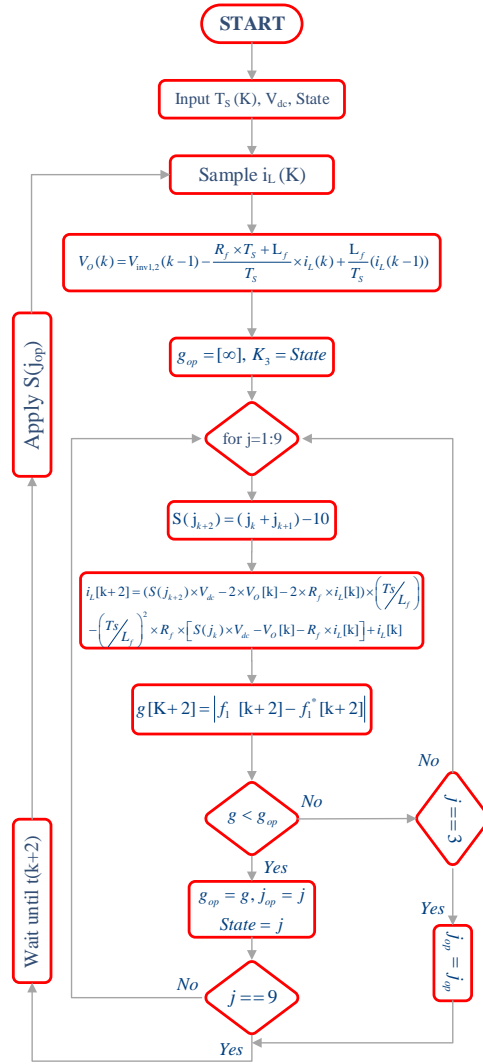 START
Input T_S (K), V_dc, State
Sample i_L (K)
V_O(k) = V_inv1,2(k−1) − (R_f × T_S + L_f)/T_S × i_L(k) + L_f/T_S (i_L(k−1))
g_op = [∞], K_3 = State
for j=1:9
S(j_k+2) = (j_k + j_k+1) − 10
i_L[k+2] = (S(j_k+2) × V_dc − 2 × V_O[k] − 2 × R_f × i_L[k]) × (Ts/L_f)
−(Ts/L_f)^2 × R_f × [S(j_k) × V_dc − V_O[k] − R_f × i_L[k]] + i_L[k]
g[K+2] = |f_1 [k+2] − f_1^*[k+2]|
g < g_op
No
Yes
j ==3
No
Yes
j_op = j_op
g_op = g, j_op = j
State = j
j == 9
No
Yes
Wait until t(k+2)
Apply S(j_op)